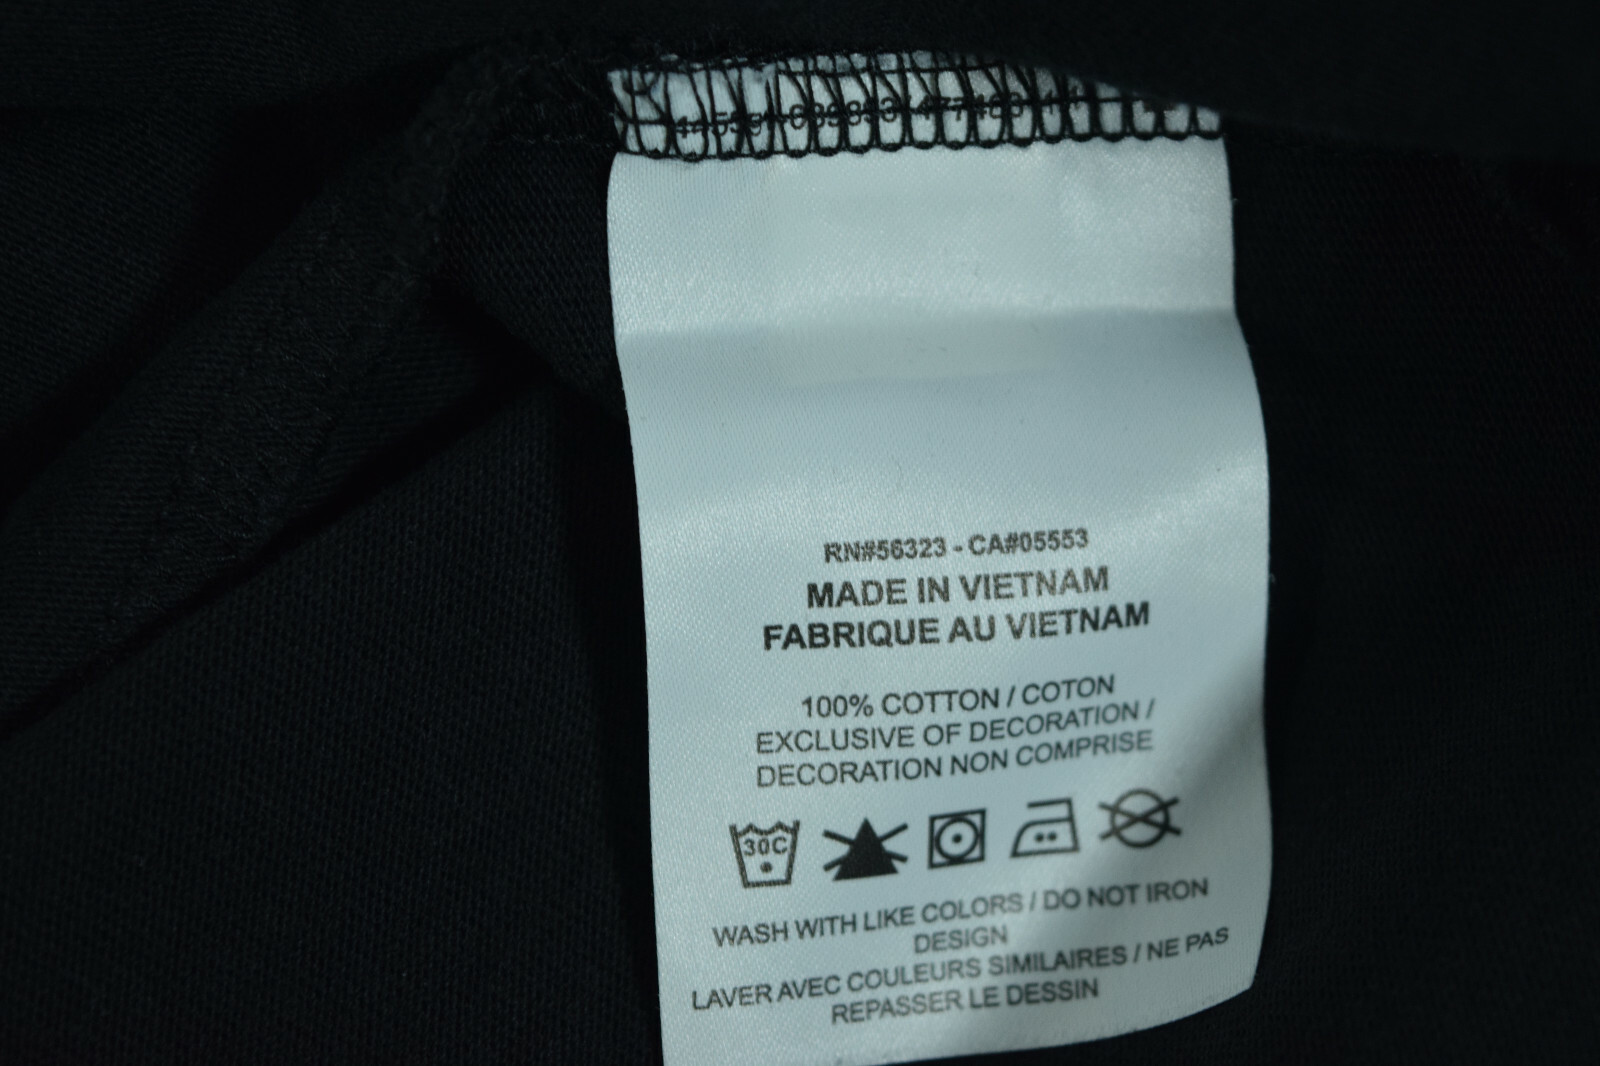 RN#56323 - CA#05553
MADE IN VIETNAM
FABRIQUE AU VIETNAM
100% COTTON / COTON
EXCLUSIVE OF DECORATION /
DECORATION NON COMPRISE
30C
WASH WITH LIKE COLORS / DO NOT IRON
DESIGN
LAVER AVEC COULEURS SIMILAIRES / NE PAS
REPASSER LE DESSIN